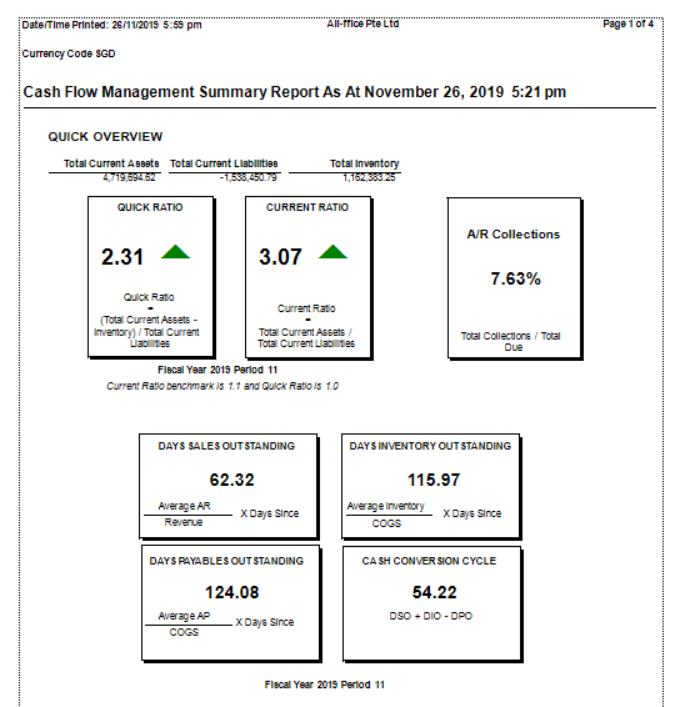 Date/Time Printed: 26/11/2019 5:59 pm
All-ffice Pte Ltd
Page 1 of 4
Currency Code SGD
Cash Flow Management Summary Report As At November 26, 2019 5:21 pm
QUICK OVERVIEW
Total Current Assets Total Current Liabilities Total Inventory
4,719,694.62 -1,538,450.79 1,162,383.25
QUICK RATIO
2.31
Quick Ratio
=
(Total Current Assets -
Inventory) / Total Current
Liabilities
CURRENT RATIO
3.07
Current Ratio
=
Total Current Assets /
Total Current Liabilities
A/R Collections
7.63%
Total Collections / Total
Due
Fiscal Year 2019 Period 11
Current Ratio benchmark is 1.1 and Quick Ratio is 1.0
DAYS SALES OUTSTANDING
62.32
Average AR
Revenue
X Days Since
DAYS INVENTORY OUTSTANDING
115.97
Average Inventory
COGS
X Days Since
DAYS PAYABLES OUTSTANDING
124.08
Average AP
COGS
X Days Since
CASH CONVERSION CYCLE
54.22
DSO + DIO - DPO
Fiscal Year 2019 Period 11